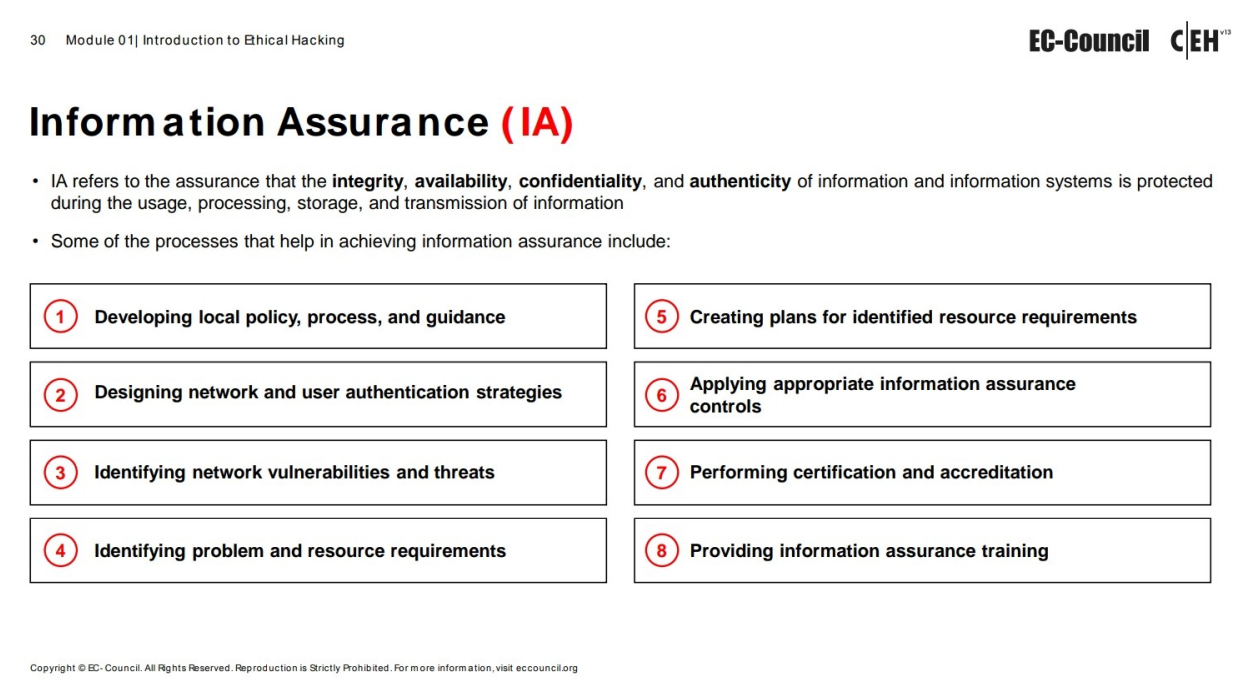 30 Module 01| Introduction to Ethical Hacking
EC-Council C|EH v13
Information Assurance (IA)
• IA refers to the assurance that the integrity, availability, confidentiality, and authenticity of information and information systems is protected
during the usage, processing, storage, and transmission of information
• Some of the processes that help in achieving information assurance include:
1 Developing local policy, process, and guidance
2 Designing network and user authentication strategies
3 Identifying network vulnerabilities and threats
4 Identifying problem and resource requirements
5 Creating plans for identified resource requirements
6 Applying appropriate information assurance
controls
7 Performing certification and accreditation
8 Providing information assurance training
Copyright © EC-Council. All Rights Reserved. Reproduction is Strictly Prohibited. For more information, visit eccouncil.org